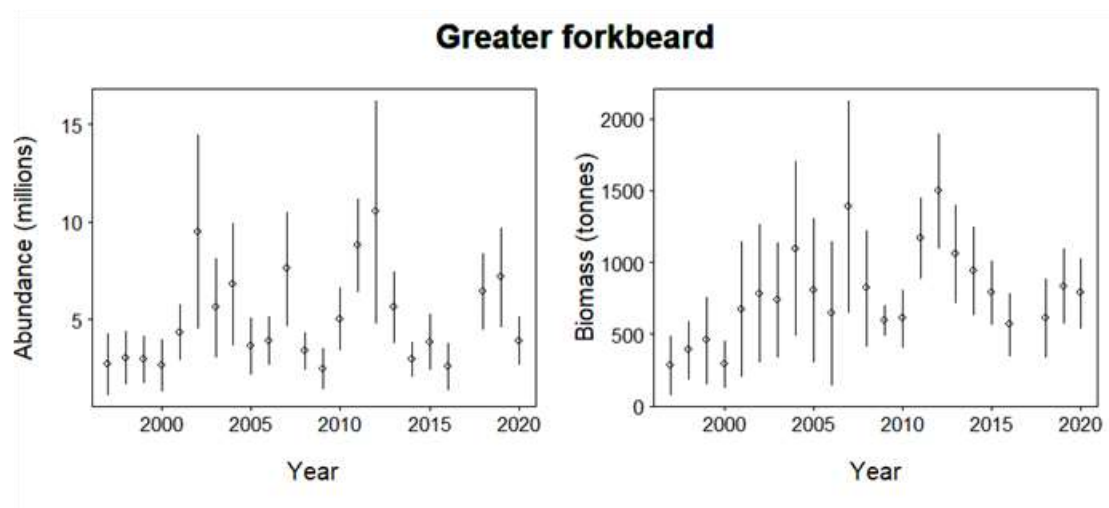 Greater forkbeard
Abundance (millions)
15
10
5
2000 2005 2010 2015 2020
Year
Biomass (tonnes)
2000
1500
1000
500
0
2000 2005 2010 2015 2020
Year